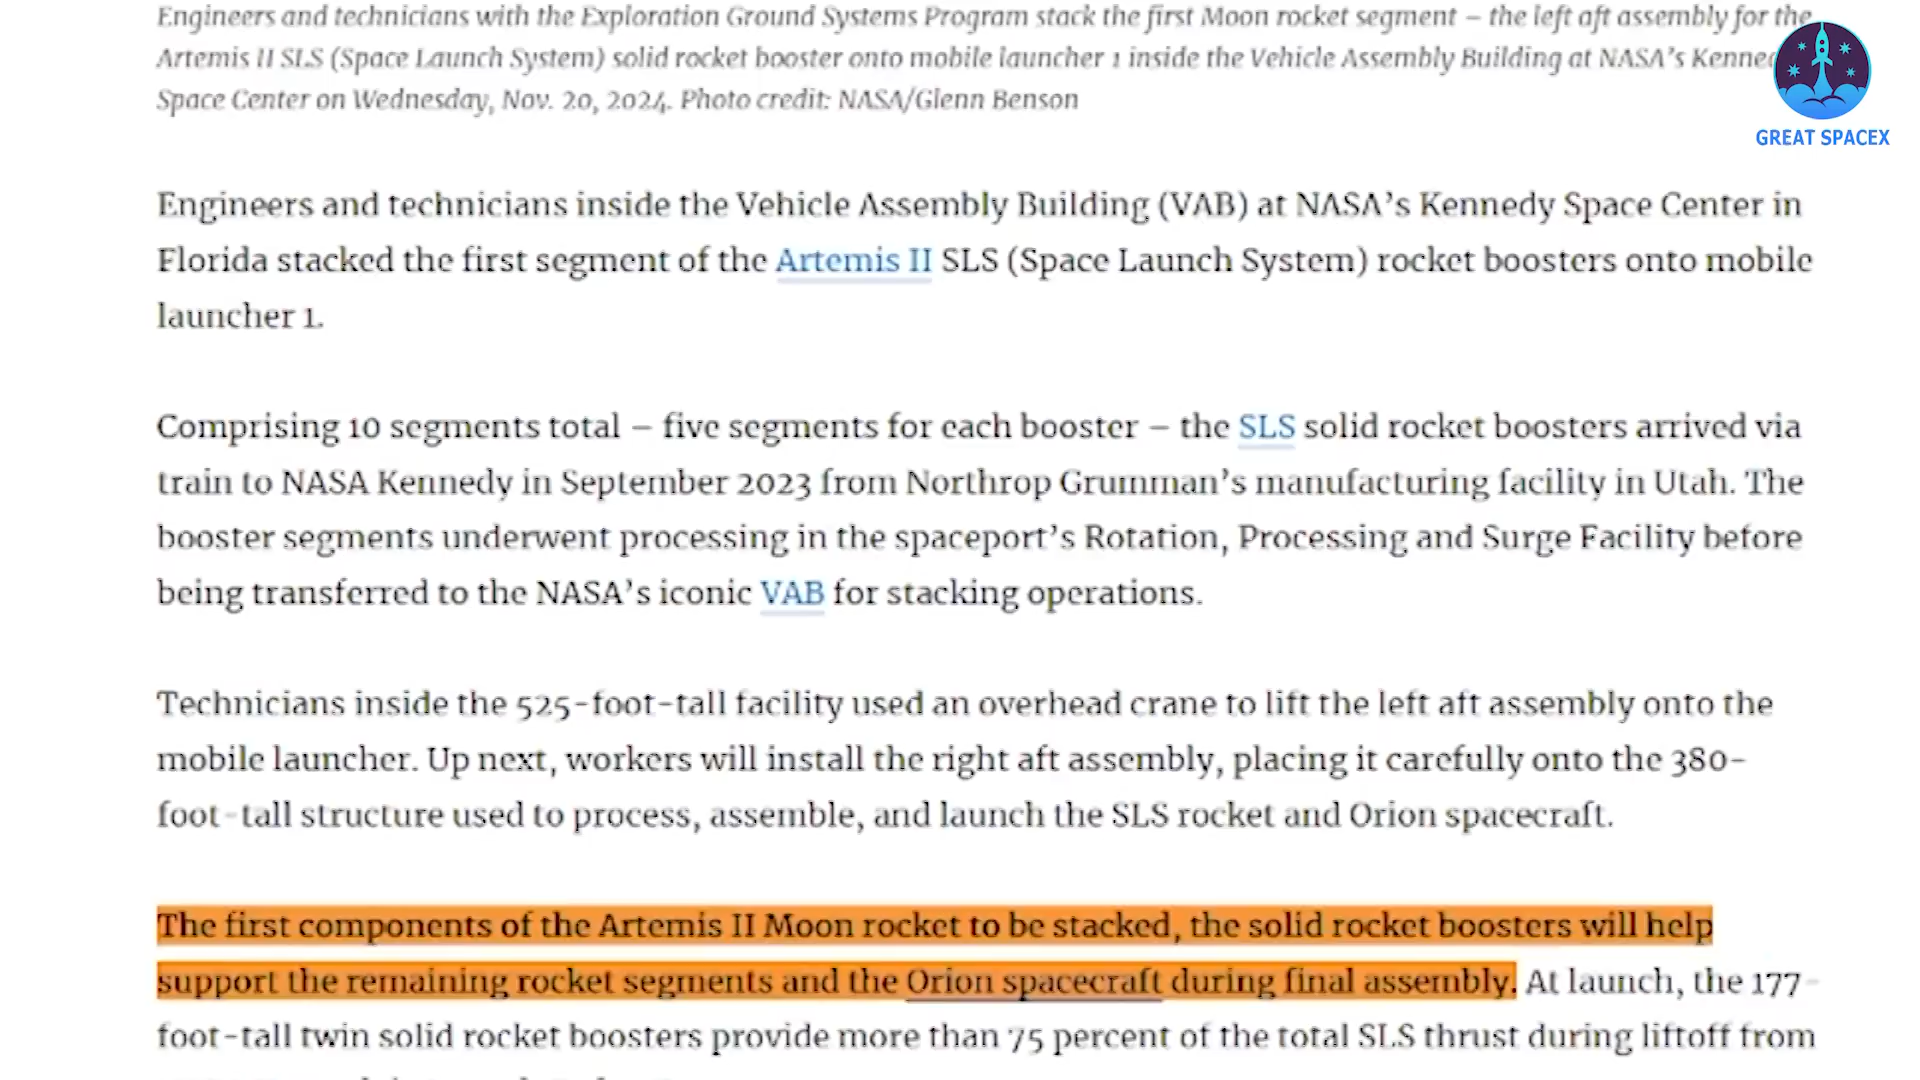 Engineers and technicians with the Exploration Ground Systems Program stack the first Moon rocket segment – the left aft assembly for the
Artemis II SLS (Space Launch System) solid rocket booster onto mobile launcher 1 inside the Vehicle Assembly Building at NASA's
Space Center on Wednesday, Nov. 20, 2024. Photo credit: NASA/Glenn Benson
GREAT SPACEX
Engineers and technicians inside the Vehicle Assembly Building (VAB) at NASA's Kennedy Space Center in
Florida stacked the first segment of the Artemis II SLS (Space Launch System) rocket boosters onto mobile
launcher 1.
Comprising 10 segments total – five segments for each booster – the SLS solid rocket boosters arrived via
train to NASA Kennedy in September 2023 from Northrop Grumman's manufacturing facility in Utah. The
booster segments underwent processing in the spaceport's Rotation, Processing and Surge Facility before
being transferred to the NASA's iconic VAB for stacking operations.
Technicians inside the 525-foot-tall facility used an overhead crane to lift the left aft assembly onto the
mobile launcher. Up next, workers will install the right aft assembly, placing it carefully onto the 380-
foot-tall structure used to process, assemble, and launch the SLS rocket and Orion spacecraft.
The first components of the Artemis II Moon rocket to be stacked, the solid rocket boosters will help
support the remaining rocket segments and the Orion spacecraft during final assembly. At launch, the 177-
foot-tall twin solid rocket boosters provide more than 75 percent of the total SLS thrust during liftoff from